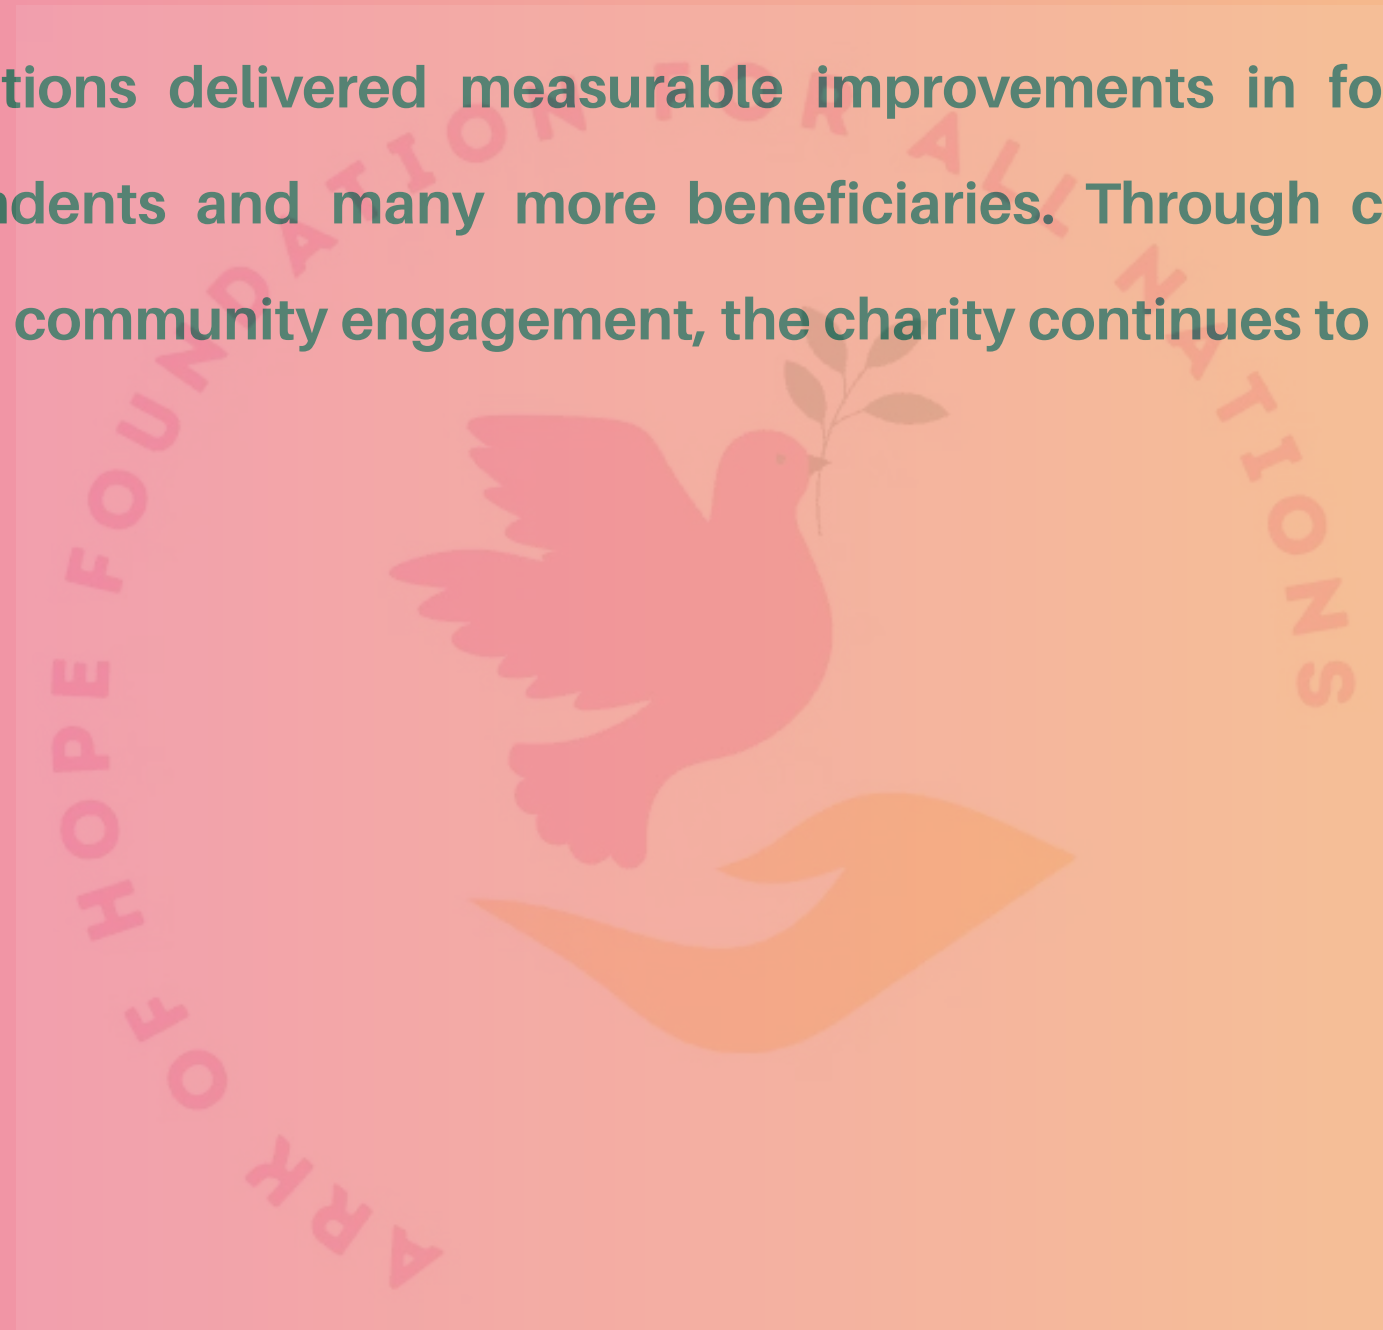 tions delivered measurable improvements in fo
dents and many more beneficiaries. Through c
community engagement, the charity continues to
ARK OF HOPE FOUNDATION FOR ALL NATIONS